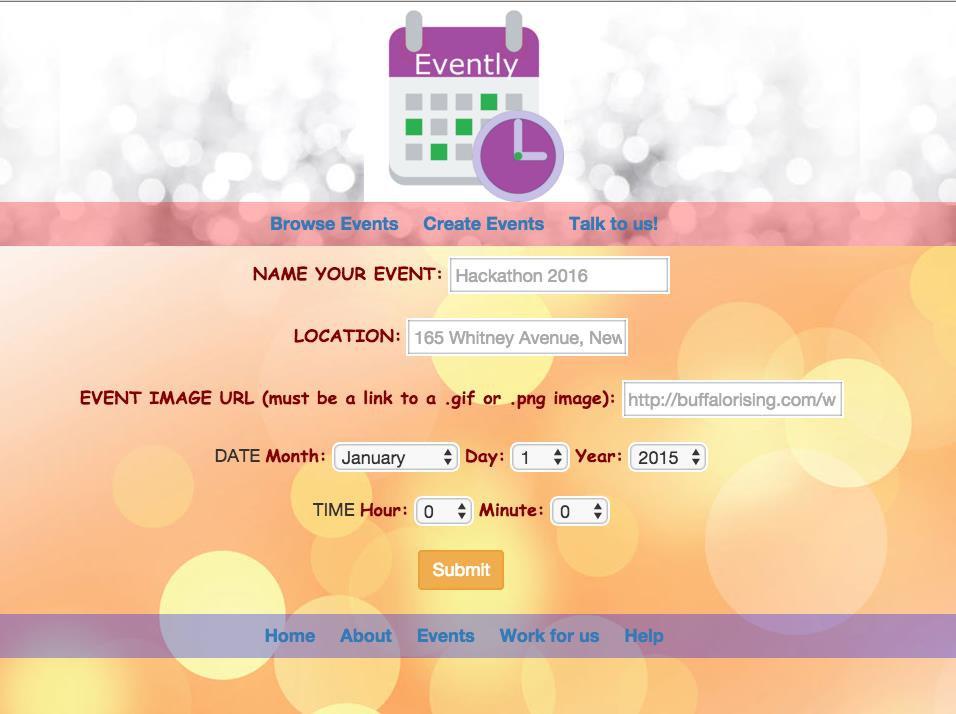 Evently
Browse Events Create Events Talk to us!
NAME YOUR EVENT: Hackathon 2016
LOCATION: 165 Whitney Avenue, New
EVENT IMAGE URL (must be a link to a .gif or .png image): http://buffalorising.com/w
DATE Month: January Day: 1 Year: 2015
TIME Hour: 0 Minute: 0
Submit
Home About Events Work for us Help